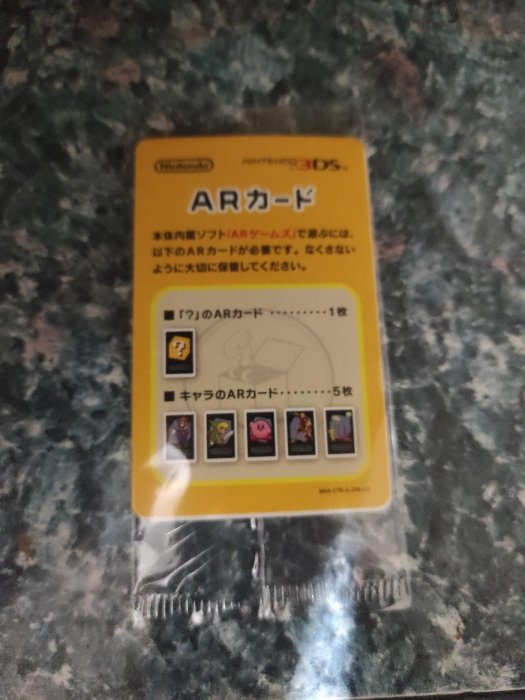 Nintendo
NINTENDO 3DS
ARカード
本体内蔵ソフト「ARゲームズ」で遊ぶには、
以下のARカードが必要です。なくさない
ように大切に保管してください。
■「?」のARカード ········· 1枚
?
■ キャラのARカード ········ 5枚